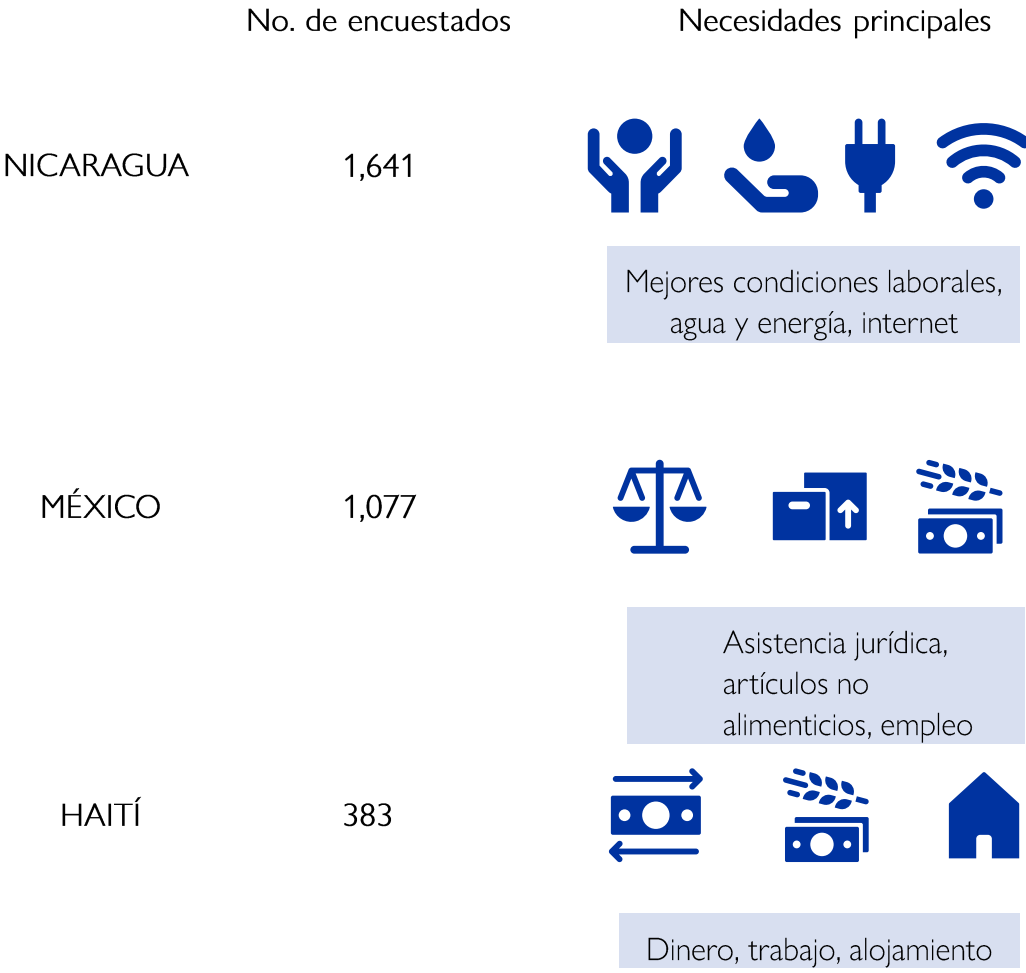 No. de encuestados Necesidades principales
NICARAGUA 1,641
Mejores condiciones laborales,
agua y energía, internet
MÉXICO 1,077
Asistencia jurídica,
artículos no
alimenticios, empleo
HAITÍ 383
Dinero, trabajo, alojamiento